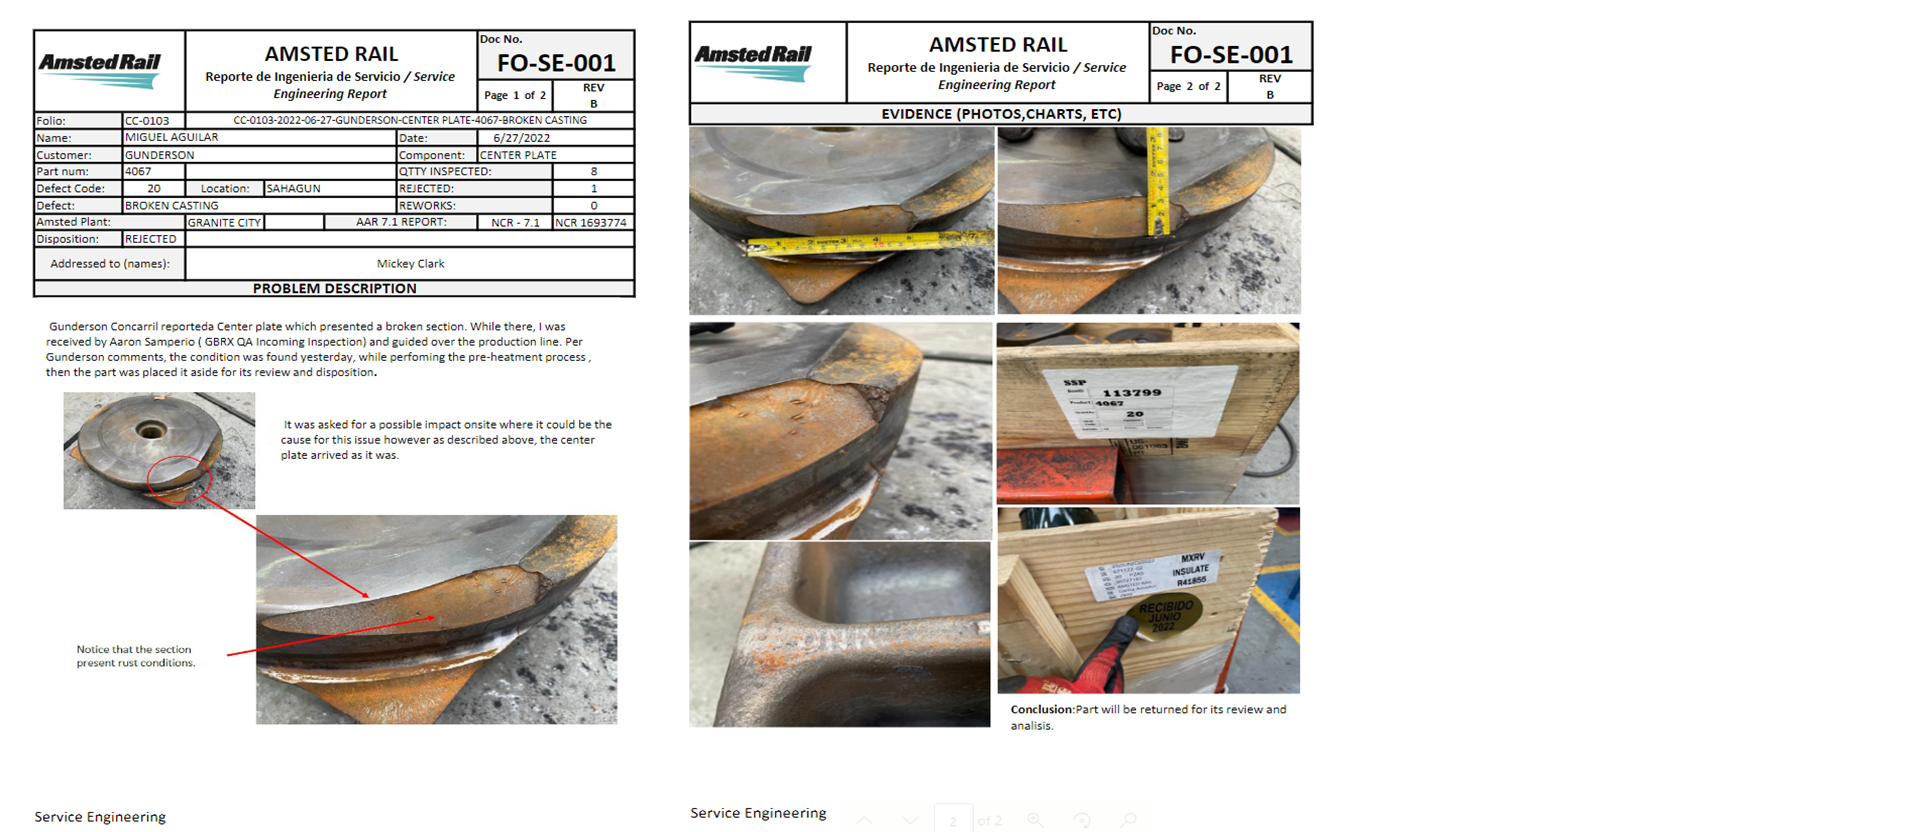 AmstedRail
AMSTED RAIL
Reporte de Ingenieria de Servicio / Service
Engineering Report
Doc No.
FO-SE-001
Page 1 of 2
REV
B
Folio: CC-0103 CC-0103-2022-06-27-GUNDERSON-CENTER PLATE-4067-BROKEN CASTING
Name: MIGUEL AGUILAR Date: 6/27/2022
Customer: GUNDERSON Component: CENTER PLATE
Part num: 4067 QTTY INSPECTED: 8
Defect Code: 20 Location: SAHAGUN REJECTED: 1
Defect: BROKEN CASTING REWORKS: 0
Amsted Plant: GRANITE CITY AAR 7.1 REPORT: NCR - 7.1 NCR 1693774
Disposition: REJECTED
Addressed to (names): Mickey Clark
PROBLEM DESCRIPTION
Gunderson Concarril reporteda Center plate which presented a broken section. While there, I was
received by Aaron Samperio ( GBRX QA Incoming Inspection) and guided over the production line. Per
Gunderson comments, the condition was found yesterday, while perfoming the pre-heatment process ,
then the part was placed it aside for its review and disposition.
It was asked for a possible impact onsite where it could be the
cause for this issue however as described above, the center
plate arrived as it was.
Notice that the section
present rust conditions.
Service Engineering
AmstedRail
AMSTED RAIL
Reporte de Ingenieria de Servicio / Service
Engineering Report
Doc No.
FO-SE-001
Page 2 of 2
REV
B
EVIDENCE (PHOTOS,CHARTS, ETC)
SSP
113799
4067
20
MXRV
INSULATE
R41855
RECIBIDO
JUNIO
2022
Conclusion:Part will be returned for its review and
analisis.
Service Engineering
2 of 2